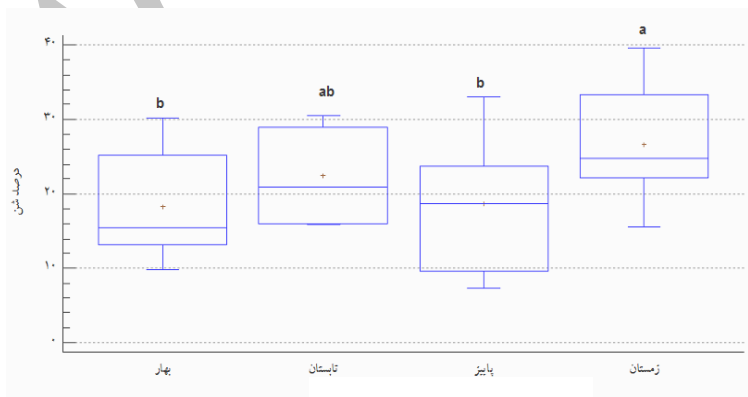 a
b
ab
b
۴۰
۳۰
۲۰
۱۰
۰
درصد شن
بهار
تابستان
پاییز
زمستان